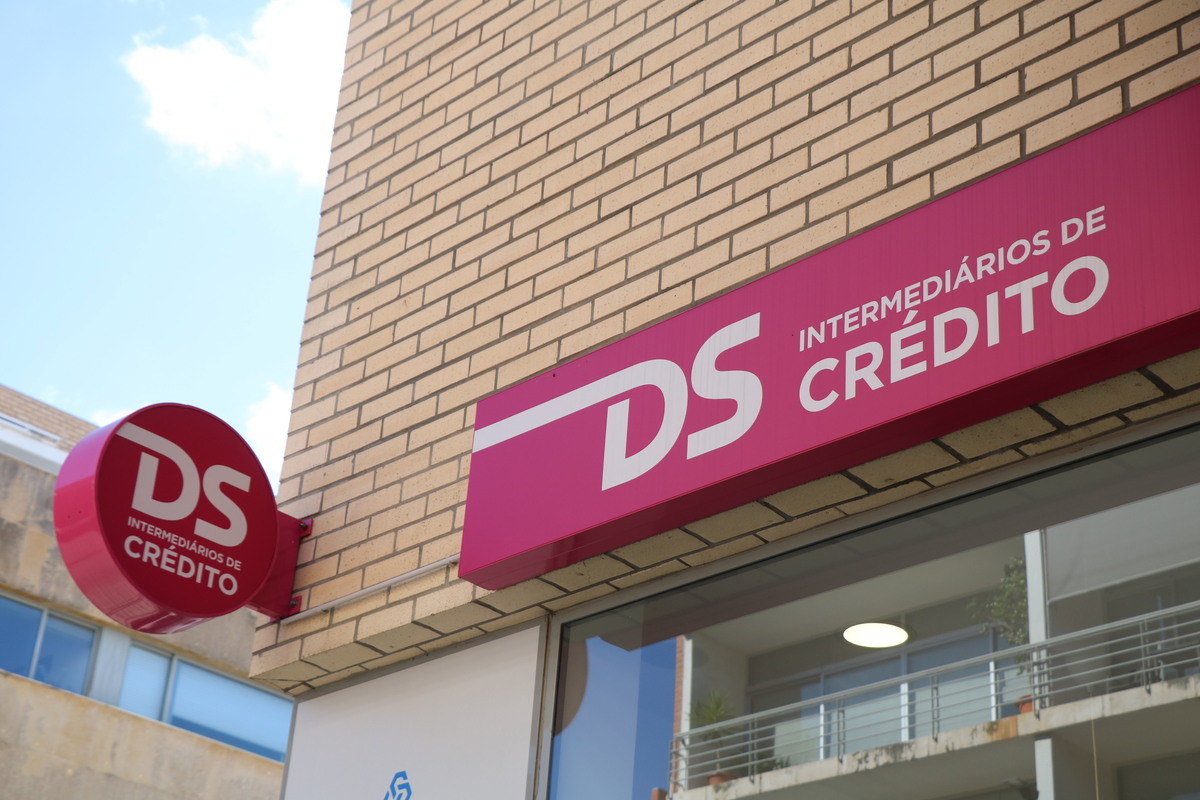 DS
INTERMEDIÁRIOS DE
CRÉDITO
DS
INTERMEDIÁRIOS DE
CRÉDITO